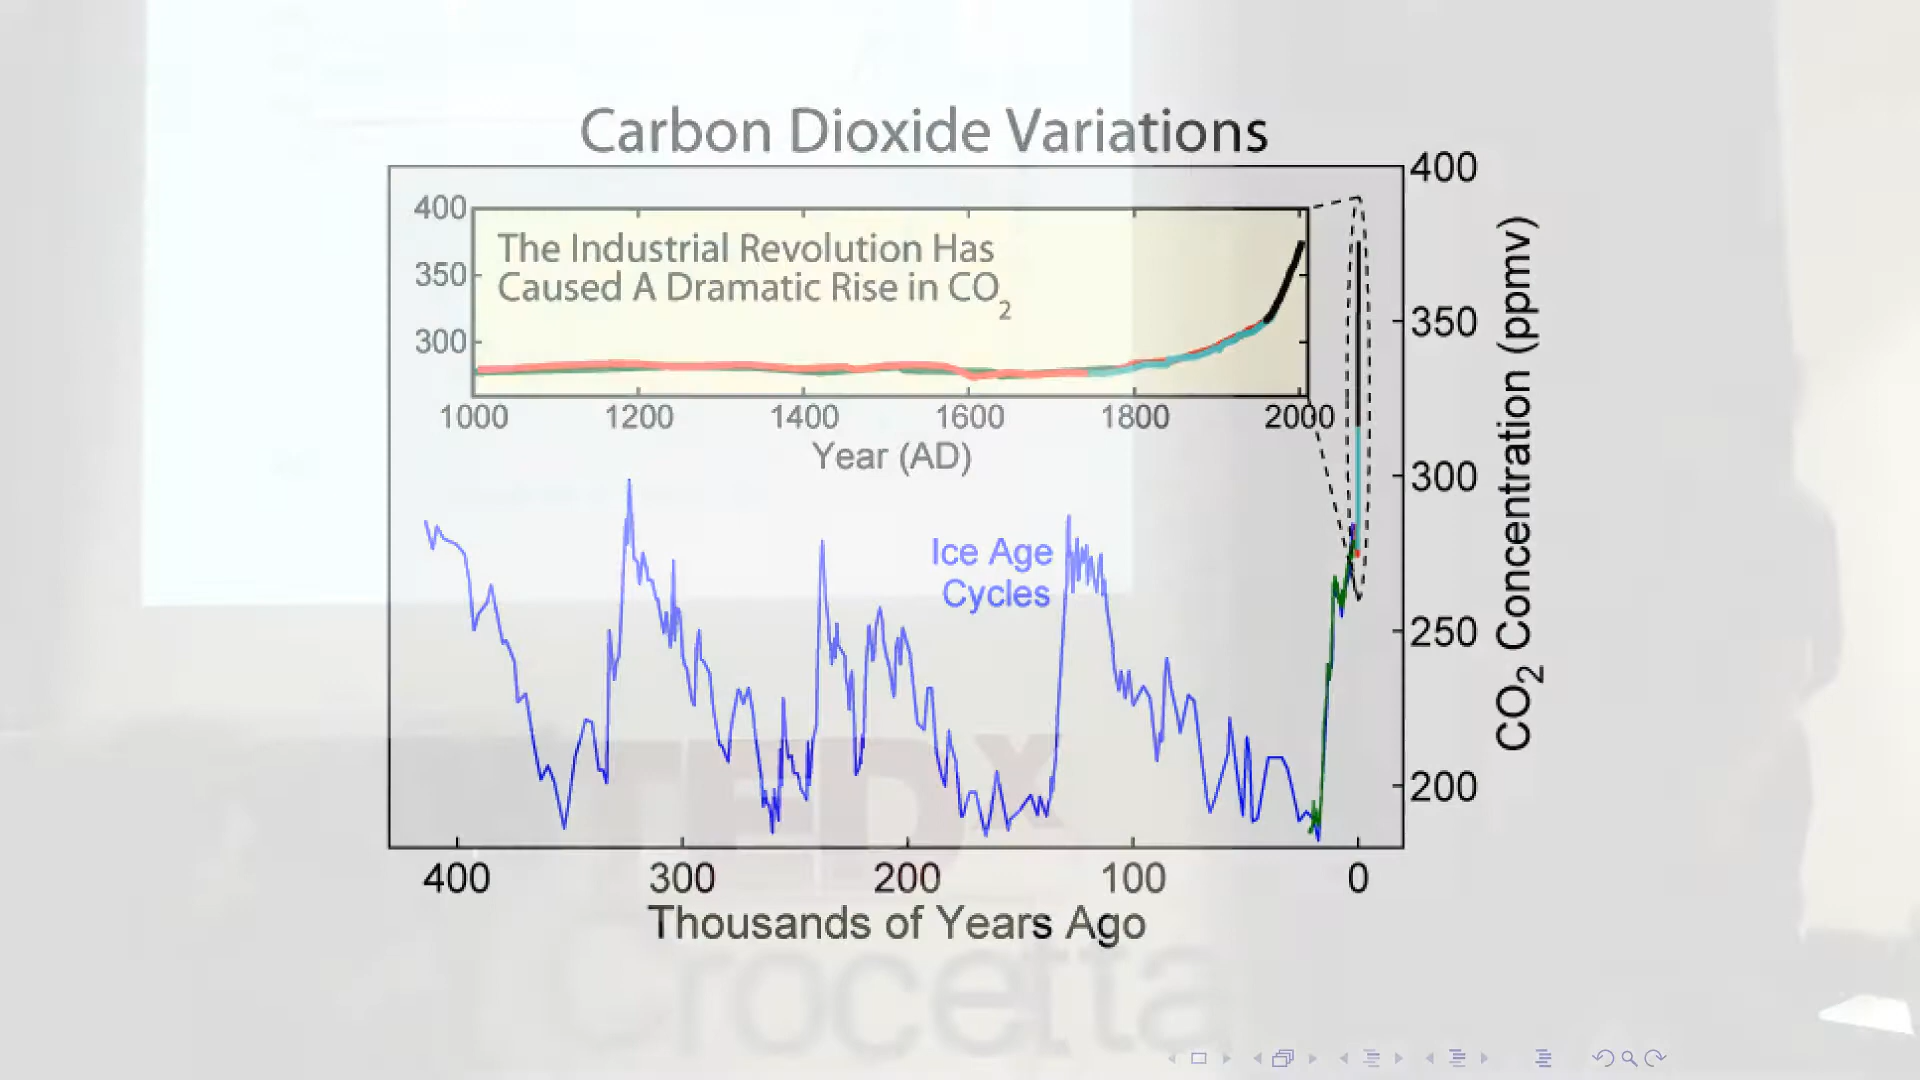 Carbon Dioxide Variations
400
350
300
The Industrial Revolution Has
Caused A Dramatic Rise in CO₂
1000 1200 1400 1600 1800 2000
Year (AD)
Ice Age
Cycles
400
350
300
250
200
CO₂ Concentration (ppmv)
400 300 200 100 0
Thousands of Years Ago
TEDx
Crocetta